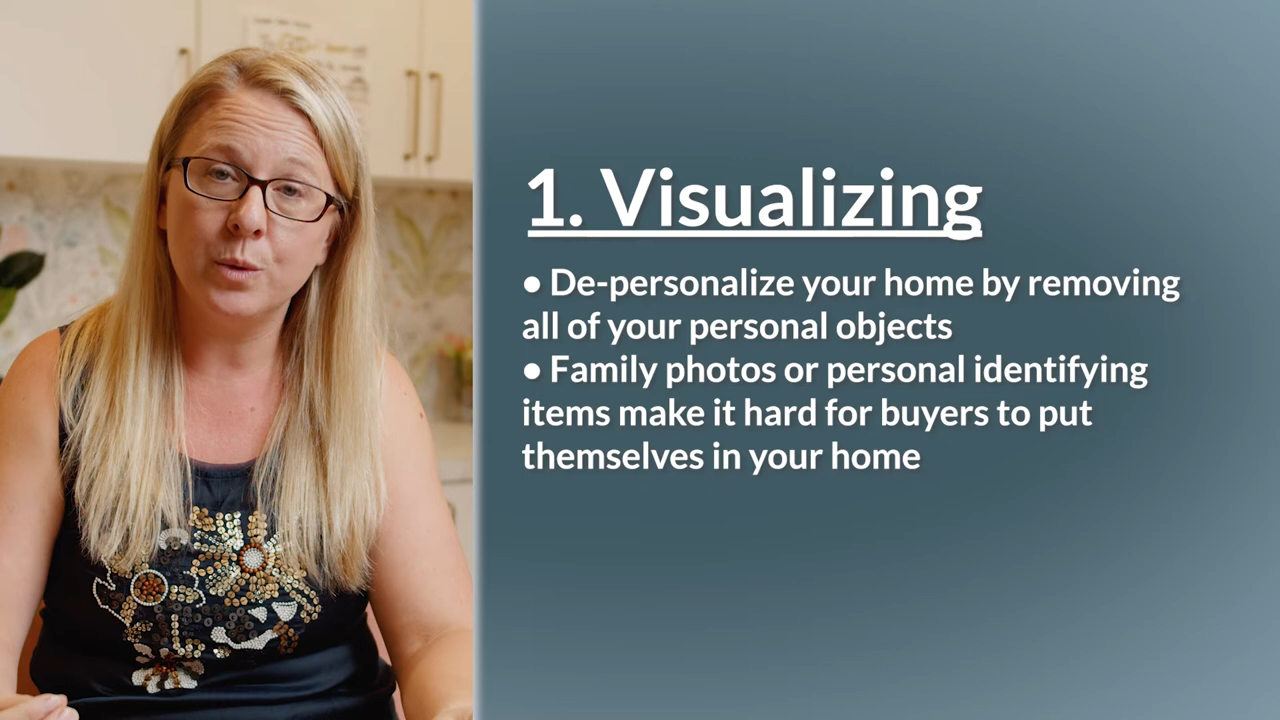 1. Visualizing
● De-personalize your home by removing
all of your personal objects
● Family photos or personal identifying
items make it hard for buyers to put
themselves in your home